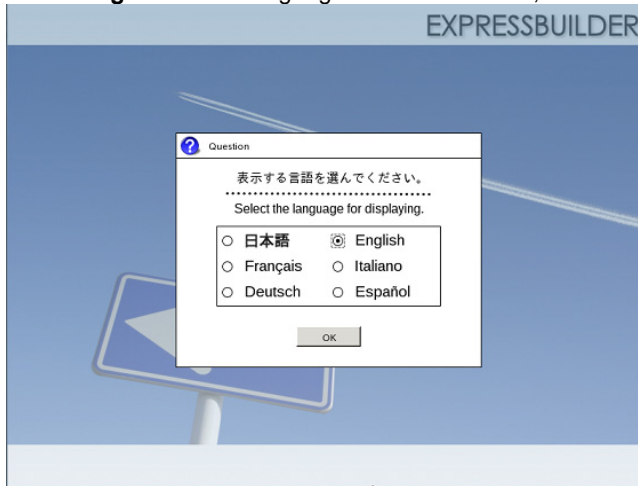 EXPRESSBUILDER
Question
表示する言語を選んでください。
Select the language for displaying.
日本語 English
Français Italiano
Deutsch Español
OK